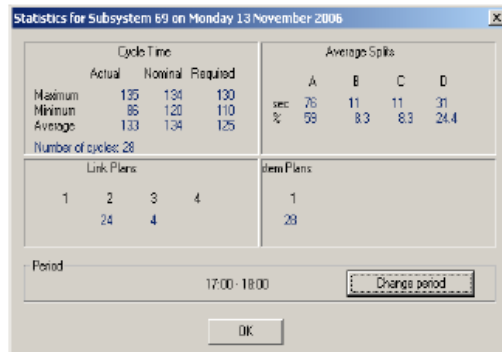 Statistics for Subsystem 69 on Monday 13 November 2006
Cycle Time
Actual Nominal Required
Maximum 135 134 130
Minimum 86 120 110
Average 133 134 125
Number of cycles: 28
Average Splits
A B C D
sec 76 11 11 31
% 59 8.3 8.3 24.4
Link Plans
1 2 3 4
24 4
dem Plans
1
28
Period
17:00 - 18:00
Change period
OK